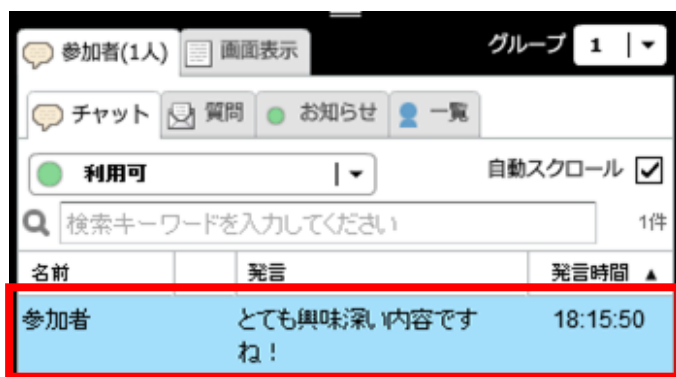 参加者(1人) 画面表示 グループ 1
チャット 質問 お知らせ 一覧
利用可 自動スクロール
検索キーワードを入力してください 1件
名前 発言 発言時間 ▲
参加者 とても興味深い内容です 18:15:50
ね！